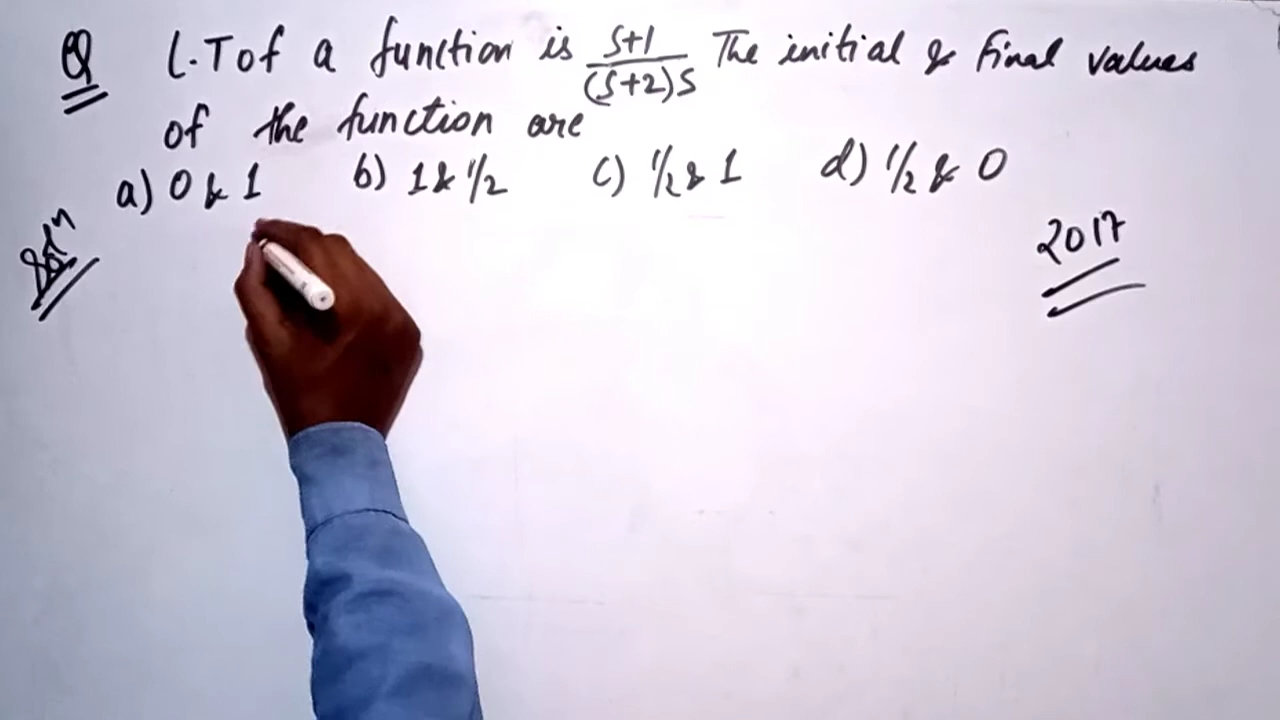 Q L.T of a function is S+1/(S+2)S The initial & Final values
of the function are
a) 0 & 1 b) 1 & 1/2 c) 1/2 & 1 d) 1/2 & 0
Solⁿ
2017